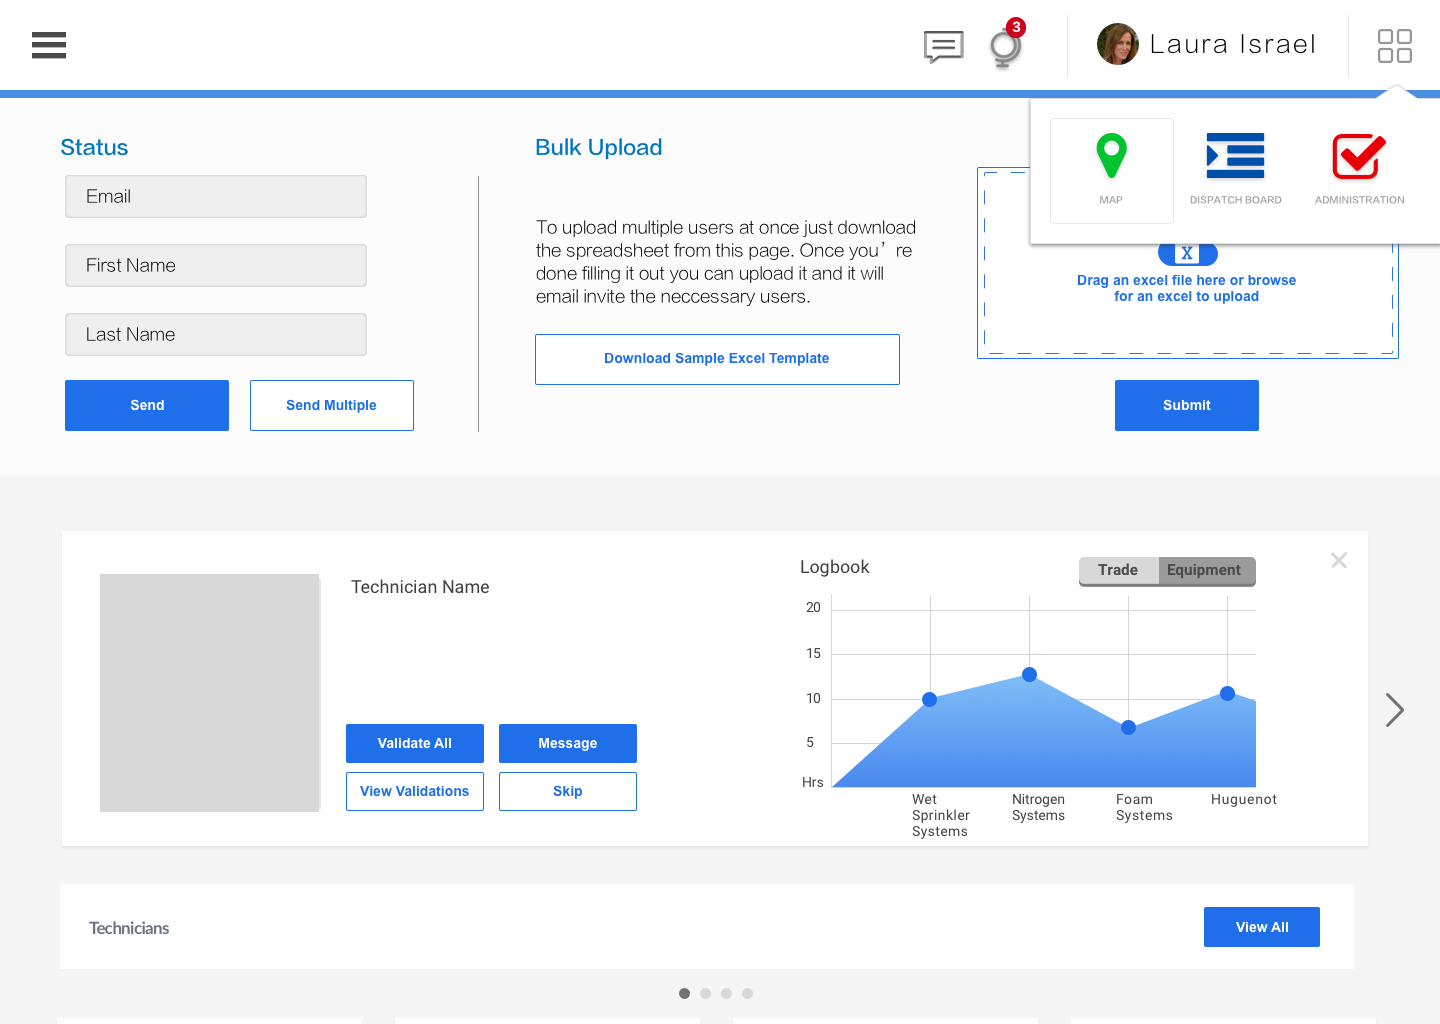 3
Laura Israel
MAP
DISPATCH BOARD
ADMINISTRATION
Status
Email
First Name
Last Name
Send
Send Multiple
Bulk Upload
To upload multiple users at once just download
the spreadsheet from this page. Once you’re
done filling it out you can upload it and it will
email invite the neccessary users.
Download Sample Excel Template
X
Drag an excel file here or browse
for an excel to upload
Submit
Technician Name
Validate All
Message
View Validations
Skip
Logbook
Trade
Equipment
20
15
10
5
Hrs
Wet
Sprinkler
Systems
Nitrogen
Systems
Foam
Systems
Huguenot
Technicians
View All